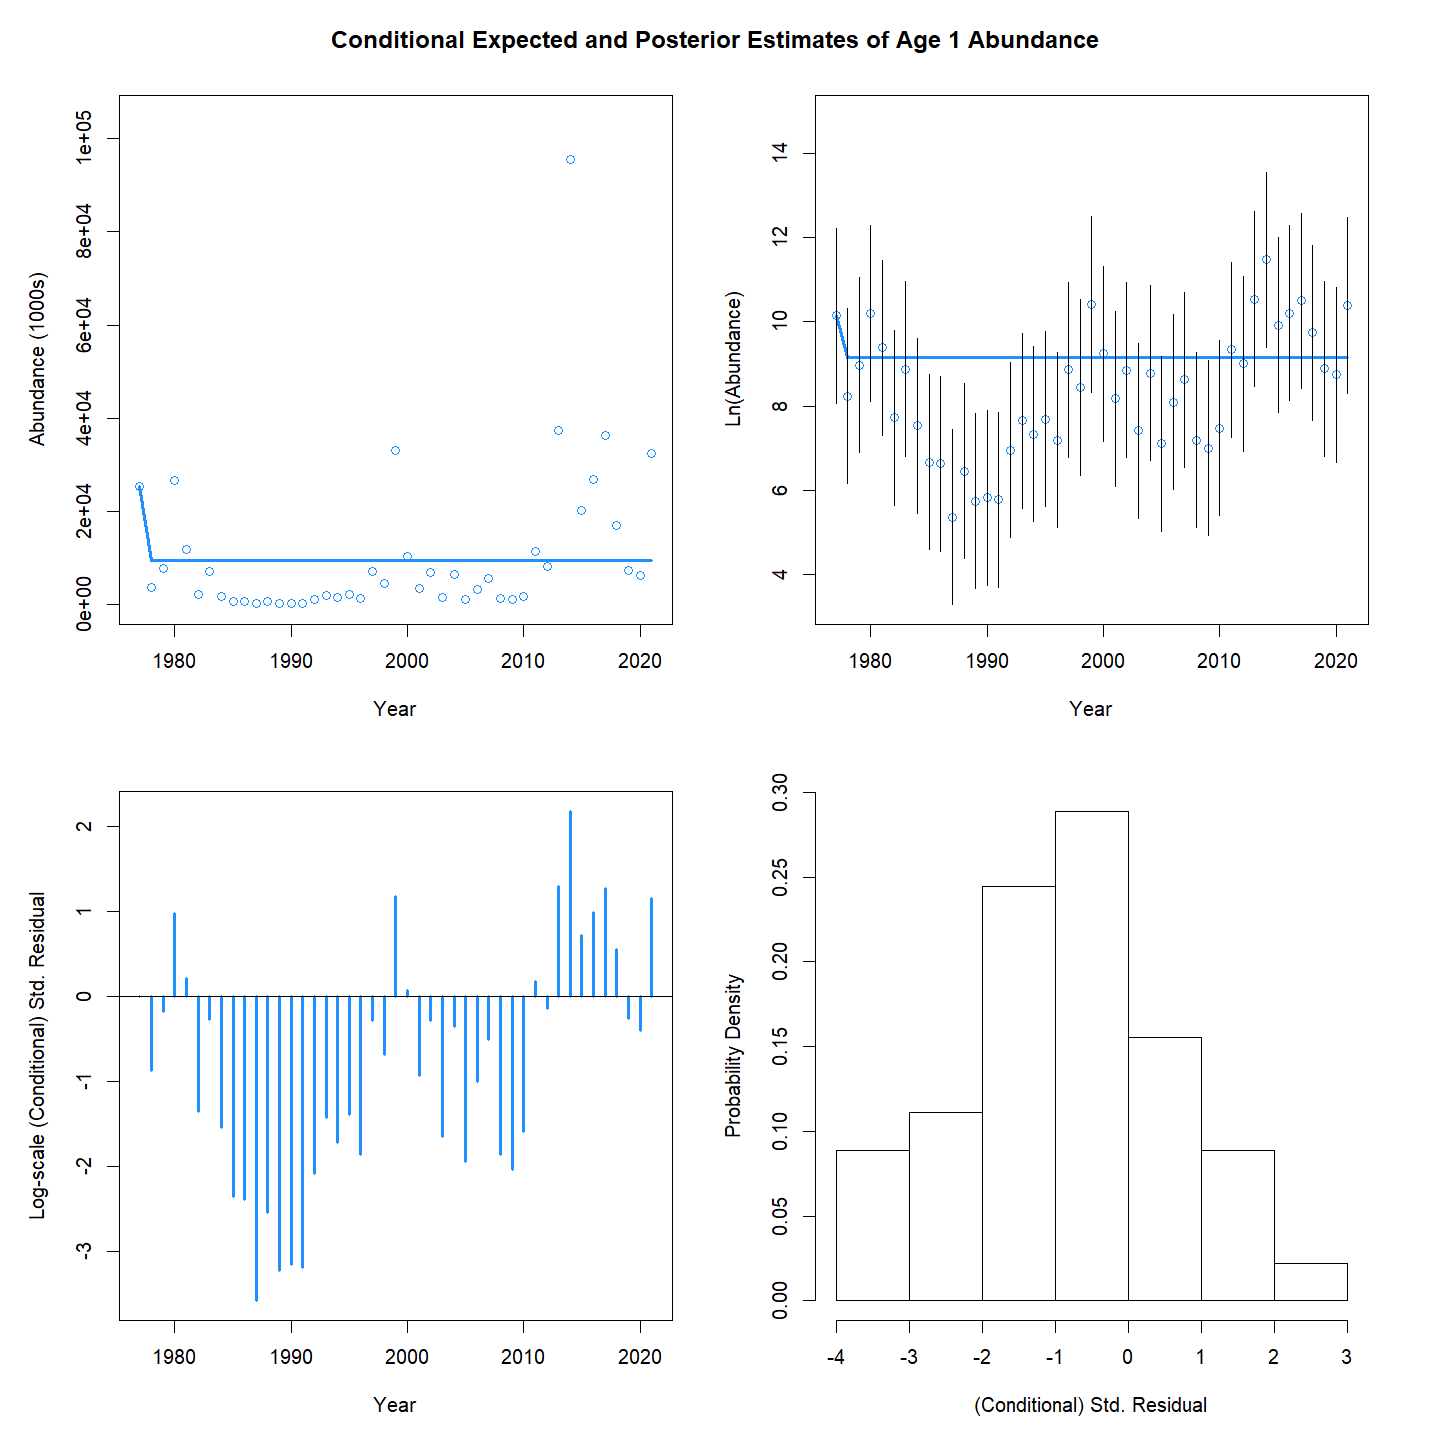 Conditional Expected and Posterior Estimates of Age 1 Abundance
Abundance (1000s)
1e+05
8e+04
6e+04
4e+04
2e+04
0e+00
1980 1990 2000 2010 2020
Year
Ln(Abundance)
14
12
10
8
6
4
1980 1990 2000 2010 2020
Year
Log-scale (Conditional) Std. Residual
2
1
0
-1
-2
-3
1980 1990 2000 2010 2020
Year
Probability Density
0.30
0.25
0.20
0.15
0.10
0.05
0.00
-4 -3 -2 -1 0 1 2 3
(Conditional) Std. Residual